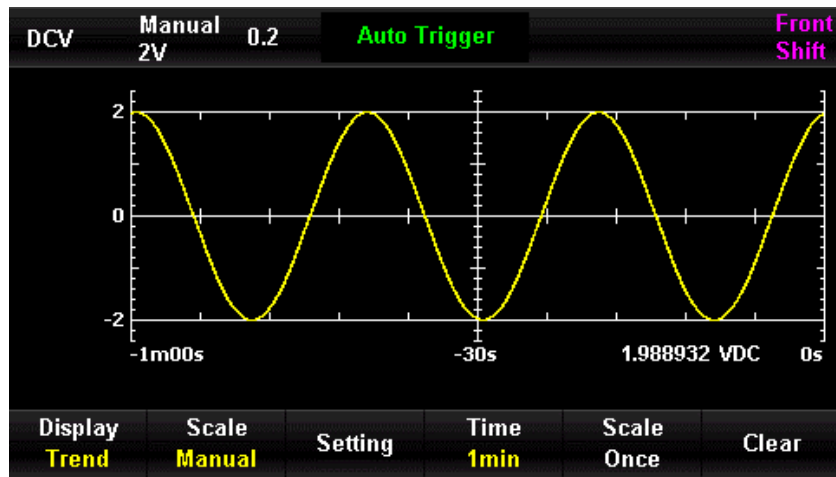 DCV Manual 0.2 Auto Trigger Front
2V Shift
2
0
-2
-1m00s -30s 1.988932 VDC 0s
Display Scale Setting Time Scale Clear
Trend Manual 1min Once